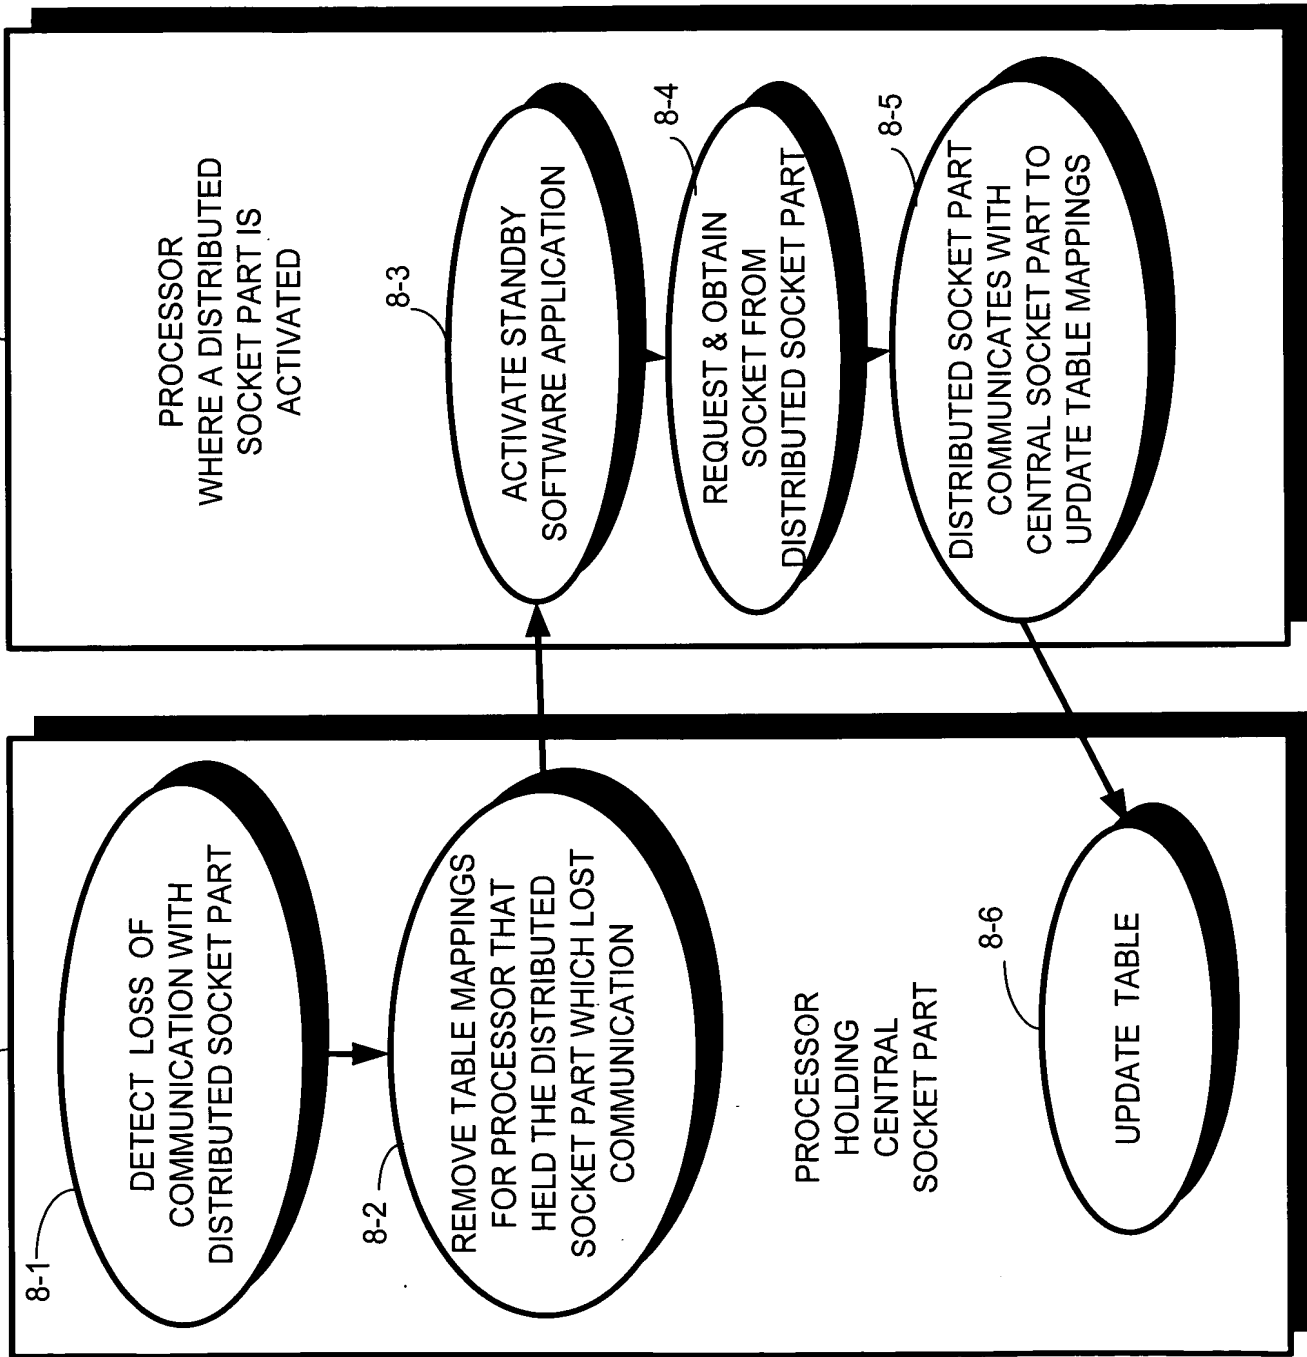 8-1
DETECT LOSS OF
COMMUNICATION WITH
DISTRIBUTED SOCKET PART
8-2
REMOVE TABLE MAPPINGS
FOR PROCESSOR THAT
HELD THE DISTRIBUTED
SOCKET PART WHICH LOST
COMMUNICATION
PROCESSOR
HOLDING
CENTRAL
SOCKET PART
8-6
UPDATE TABLE
PROCESSOR
WHERE A DISTRIBUTED
SOCKET PART IS
ACTIVATED
8-3
ACTIVATE STANDBY
SOFTWARE APPLICATION
8-4
REQUEST & OBTAIN
SOCKET FROM
DISTRIBUTED SOCKET PART
8-5
DISTRIBUTED SOCKET PART
COMMUNICATES WITH
CENTRAL SOCKET PART TO
UPDATE TABLE MAPPINGS